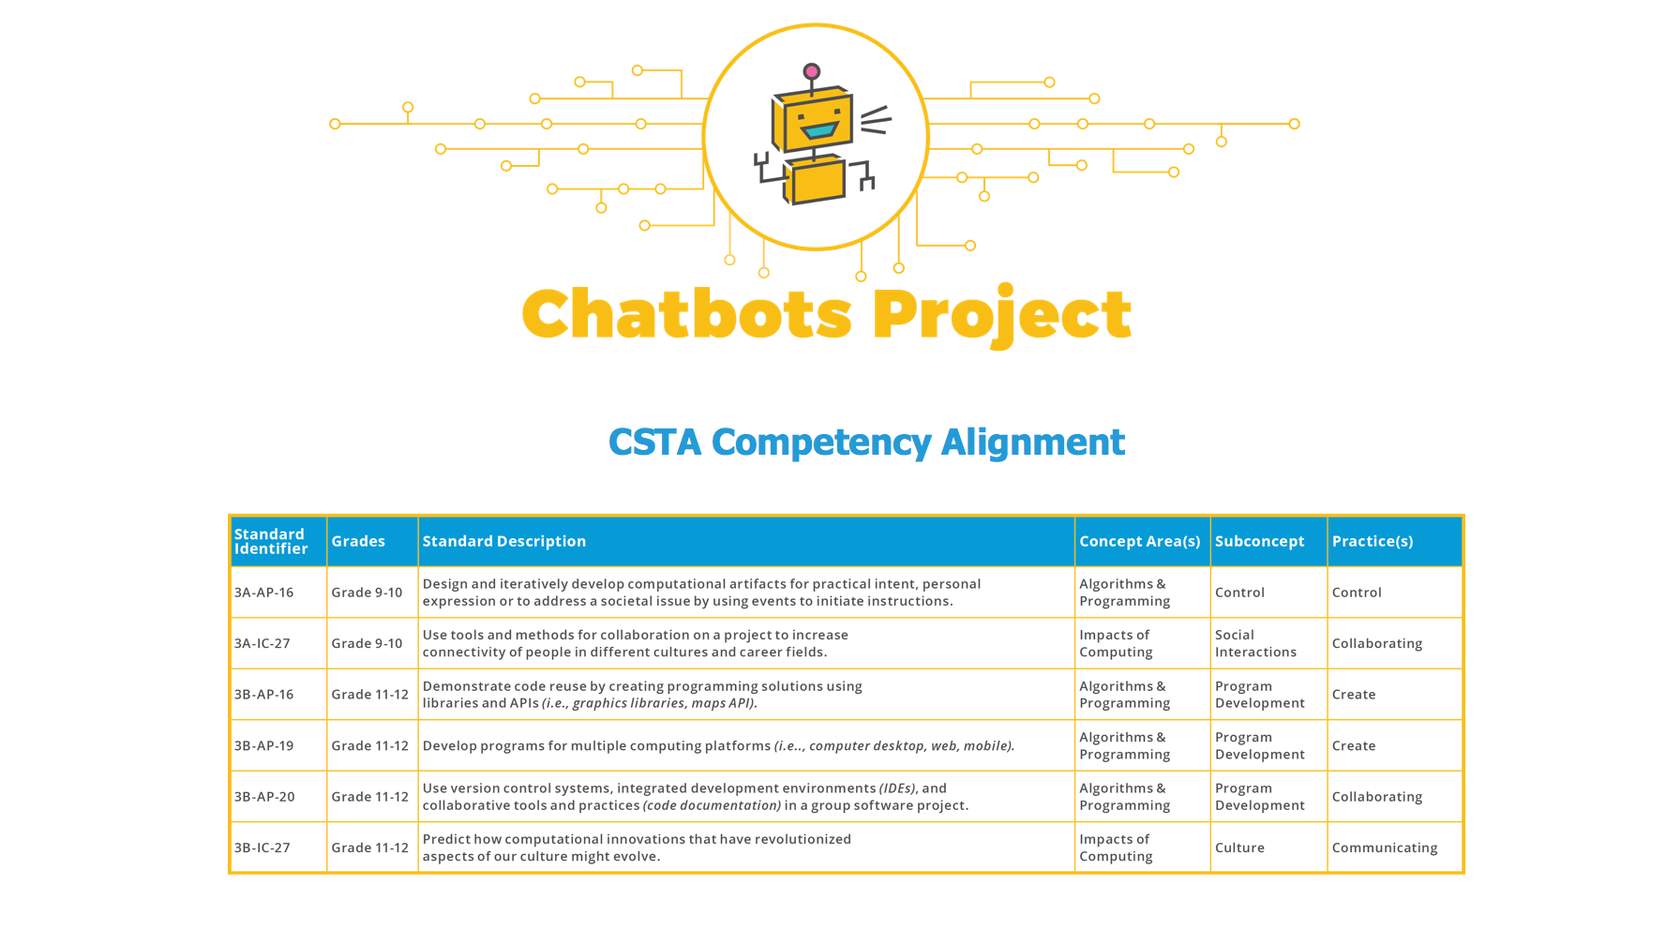 Chatbots Project
CSTA Competency Alignment
Standard
Identifier
Grades
Standard Description
Concept Area(s)
Subconcept
Practice(s)
3A-AP-16
Grade 9-10
Design and iteratively develop computational artifacts for practical intent, personal
expression or to address a societal issue by using events to initiate instructions.
Algorithms &
Programming
Control
Control
3A-IC-27
Grade 9-10
Use tools and methods for collaboration on a project to increase
connectivity of people in different cultures and career fields.
Impacts of
Computing
Social
Interactions
Collaborating
3B-AP-16
Grade 11-12
Demonstrate code reuse by creating programming solutions using
libraries and APIs (i.e., graphics libraries, maps API).
Algorithms &
Programming
Program
Development
Create
3B-AP-19
Grade 11-12
Develop programs for multiple computing platforms (i.e.., computer desktop, web, mobile).
Algorithms &
Programming
Program
Development
Create
3B-AP-20
Grade 11-12
Use version control systems, integrated development environments (IDEs), and
collaborative tools and practices (code documentation) in a group software project.
Algorithms &
Programming
Program
Development
Collaborating
3B-IC-27
Grade 11-12
Predict how computational innovations that have revolutionized
aspects of our culture might evolve.
Impacts of
Computing
Culture
Communicating